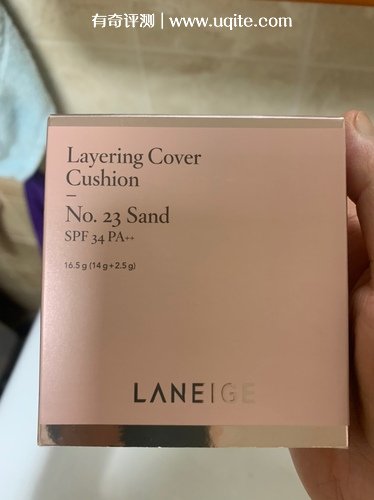 有奇评测 | www.uqite.com
Layering Cover
Cushion
No. 23 Sand
SPF 34 PA++
16.5 g (14 g + 2.5 g)
LANEIGE